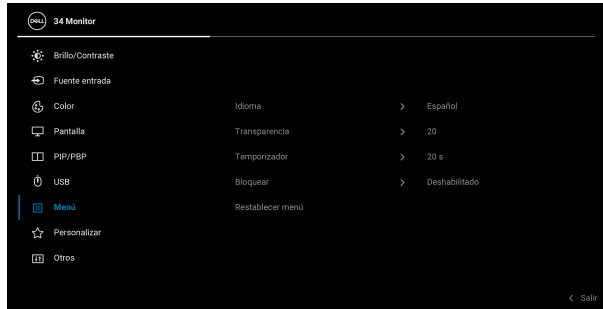 DELL 34 Monitor
Brillo/Contraste
Fuente entrada
Color Idioma Español
Pantalla Transparencia 20
PIP/PBP Temporizador 20 s
USB Bloquear Deshabilitado
Menú Restablecer menú
Personalizar
Otros
Salir